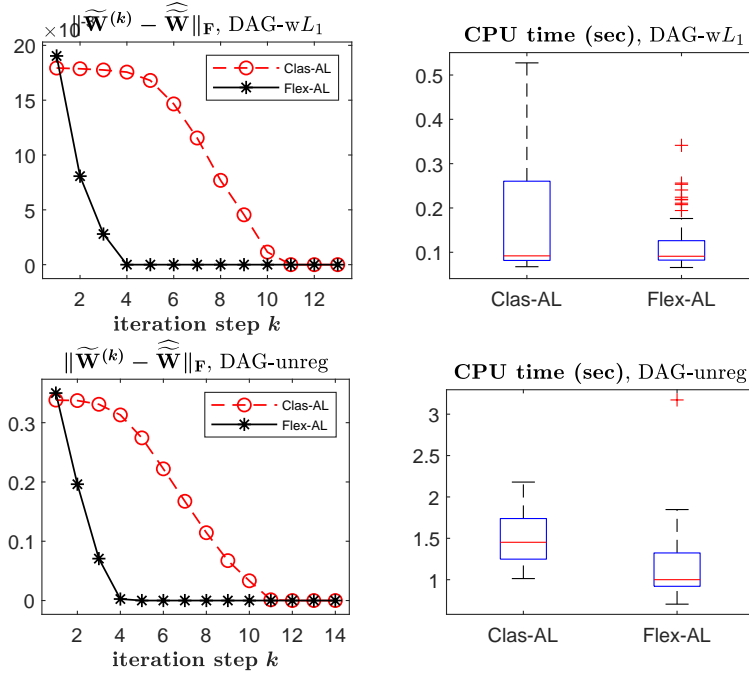 ‖W̃^(k) − Ŵ̃‖_F, DAG-wL₁
×10
20
15
10
5
0
2 4 6 8 10 12
iteration step k
Clas-AL
Flex-AL
CPU time (sec), DAG-wL₁
0.5
0.4
0.3
0.2
0.1
Clas-AL Flex-AL
‖W̃^(k) − Ŵ̃‖_F, DAG-unreg
0.3
0.2
0.1
0
2 4 6 8 10 12 14
iteration step k
Clas-AL
Flex-AL
CPU time (sec), DAG-unreg
3
2.5
2
1.5
1
Clas-AL Flex-AL